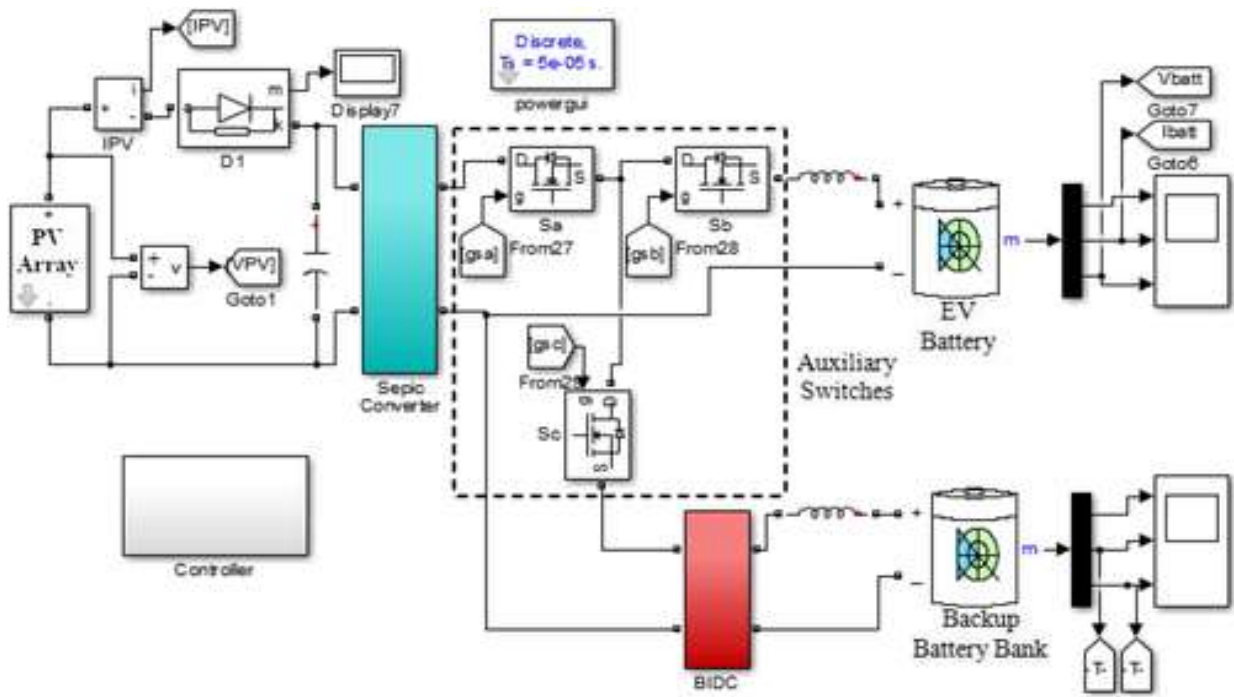 [IPV]
Discrete,
Ts = 5e-05 s.
powergui
Vbatt
Goto7
Ibatt
Goto6
i
+
-
IPV
a
m
k
D1
Display7
PV
Array
+
-
v
VPV]
Goto1
+
Sepic
Converter
D
g
S
Sa
[gsa]
From27
D
g
S
Sb
[gsb]
From28
+
–
m
EV
Battery
[gsc]
g
D
S
Sc
Auxiliary
Switches
Controller
BIDC
+
–
m
Backup
Battery Bank
-T-
-T-